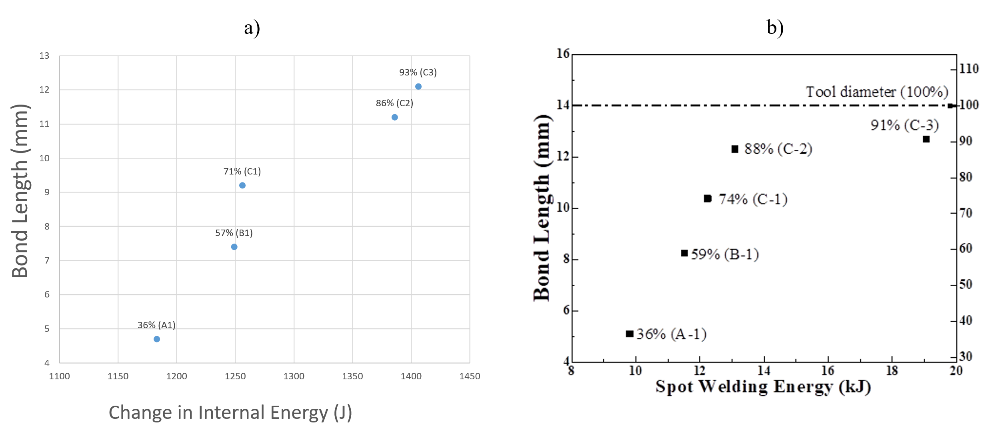 a)
13
12
11
10
9
8
7
6
5
4
Bond Length (mm)
93% (C3)
86% (C2)
71% (C1)
57% (B1)
36% (A1)
1100 1150 1200 1250 1300 1350 1400 1450
Change in Internal Energy (J)
b)
16
14
12
10
8
6
4
Bond Length (mm)
Tool diameter (100%)
91% (C-3)
88% (C-2)
74% (C-1)
59% (B-1)
36% (A-1)
110
100
90
80
70
60
50
40
30
8 10 12 14 16 18 20
Spot Welding Energy (kJ)